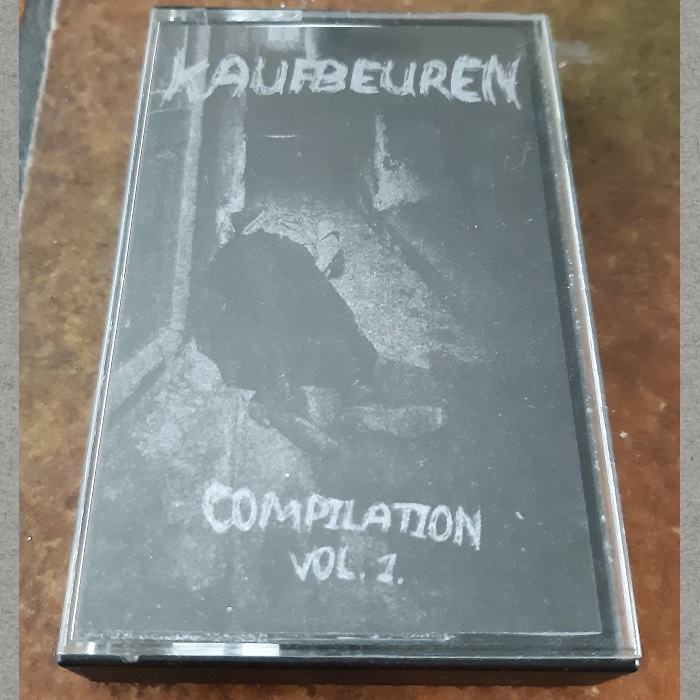 KAUFBEUREN
COMPILATION
VOL. 1.